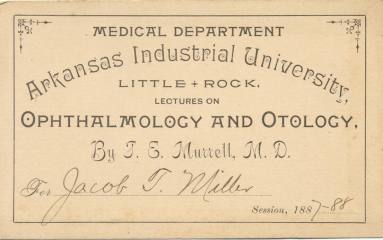 MEDICAL DEPARTMENT
Arkansas Industrial University,
LITTLE + ROCK,
LECTURES ON
OPHTHALMOLOGY AND OTOLOGY,
By T. E. Murrell, M. D.
For Jacob T. Miller
Session, 1887-88